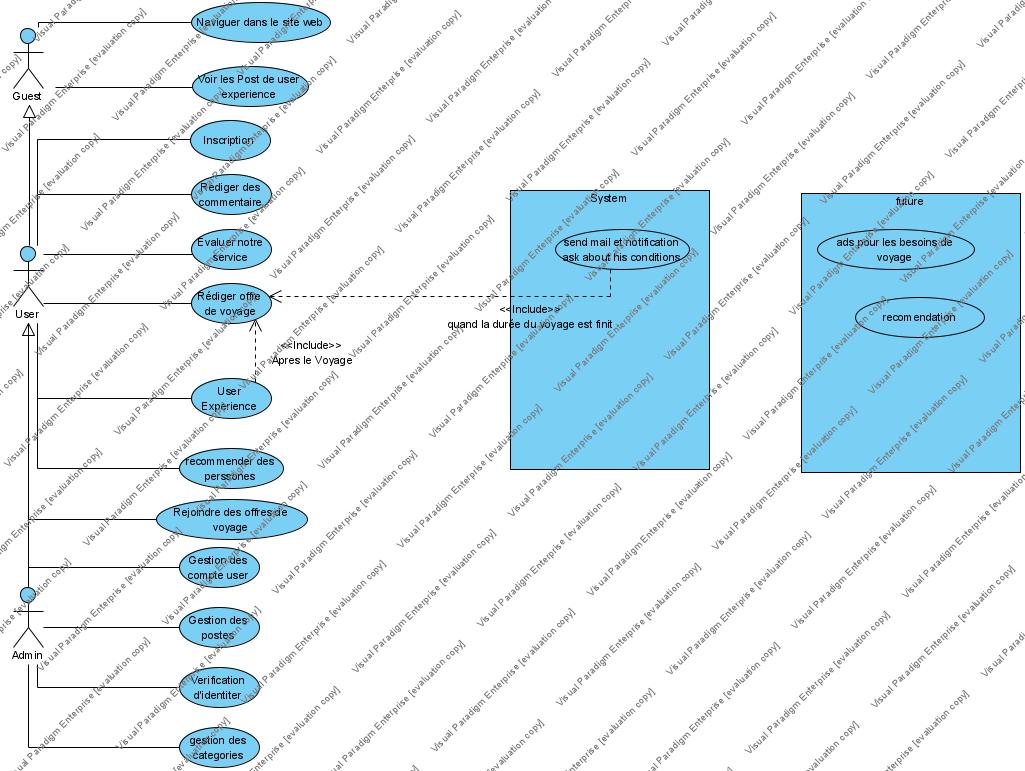 Naviguer dans le site web
Voir les Post de user
experience
Guest
Inscription
Rédiger des
commentaire
Evaluer notre
service
Rédiger offre
de voyage
User
<<Include>>
Apres le Voyage
User
Expérience
recommender des
perssones
Rejoindre des offres de
voyage
Gestion des
compte user
Gestion des
postes
Admin
Verification
d'identiter
gestion des
categories
System
send mail et notification
ask about his conditions
<<Include>>
quand la durée du voyage est finit
future
ads pour les besoins de
voyage
recomendation
Visual Paradigm Enterprise [evaluation copy]